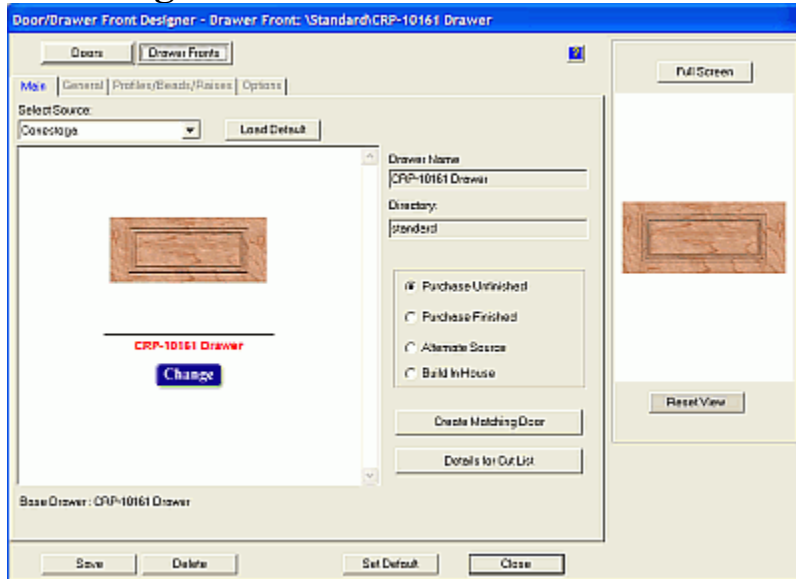 Door/Drawer Front Designer - Drawer Front: \Standard\CRP-10161 Drawer
Doors Drawer Fronts
Full Screen
Main General Profiles/Beads/Raises Options
Select Source:
Conestoga Load Default
Drawer Name
CRP-10161 Drawer
Directory:
standard
Purchase Unfinished
Purchase Finished
Alternate Source
Build In House
CRP-10161 Drawer
Change
Reset View
Create Matching Door
Details for Cut List
Base Drawer: CRP-10161 Drawer
Save Delete Set Default Close